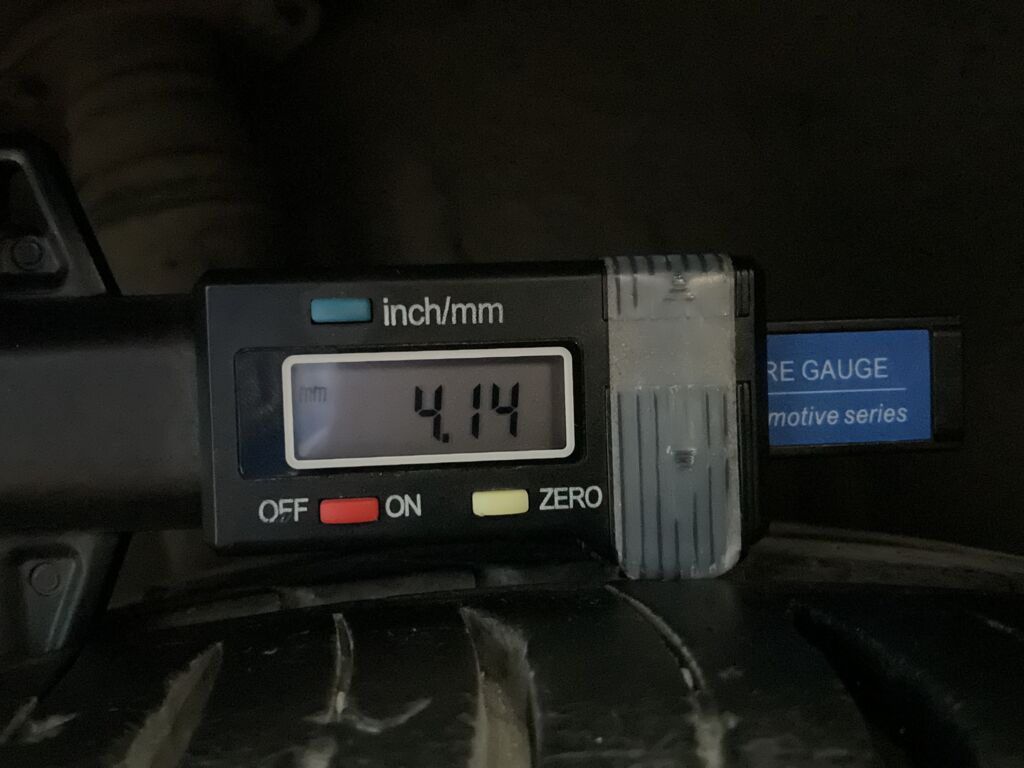 inch/mm
mm
4.14
OFF ON ZERO
RE GAUGE
motive series